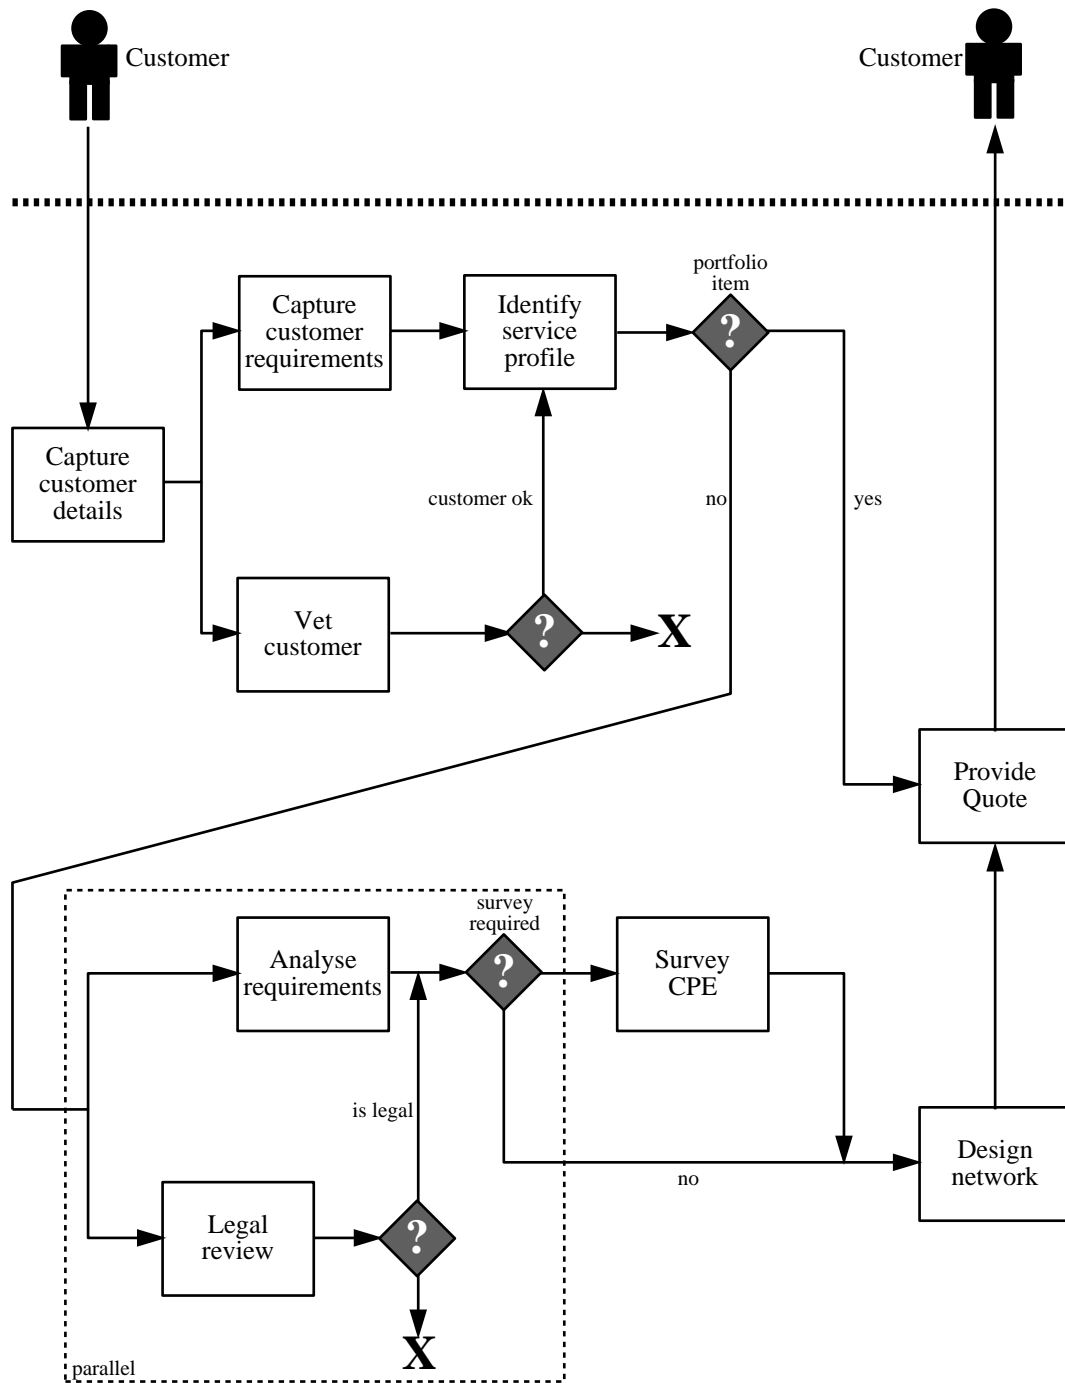 Customer
Customer
portfolio
item
?
Capture
customer
requirements
Identify
service
profile
Capture
customer
details
customer ok
no
yes
Vet
customer
?
X
Provide
Quote
survey
required
?
Analyse
requirements
Survey
CPE
is legal
Design
network
no
Legal
review
?
X
parallel